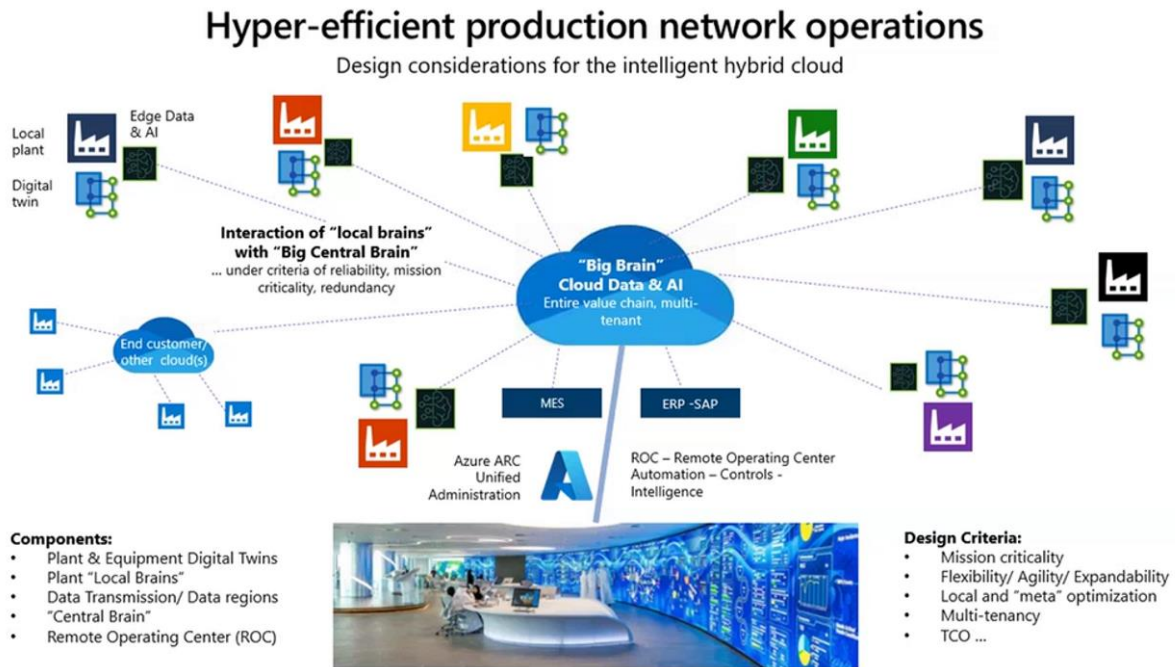 Hyper-efficient production network operations
Design considerations for the intelligent hybrid cloud
Local
plant
Edge Data
& AI
Digital
twin
Interaction of “local brains”
with “Big Central Brain”
... under criteria of reliability, mission
criticality, redundancy
“Big Brain”
Cloud Data & AI
Entire value chain, multi-
tenant
End customer/
other cloud(s)
MES
ERP -SAP
Azure ARC
Unified
Administration
ROC – Remote Operating Center
Automation – Controls -
Intelligence
Components:
• Plant & Equipment Digital Twins
• Plant “Local Brains”
• Data Transmission/ Data regions
• “Central Brain”
• Remote Operating Center (ROC)
Design Criteria:
• Mission criticality
• Flexibility/ Agility/ Expandability
• Local and “meta” optimization
• Multi-tenancy
• TCO ...